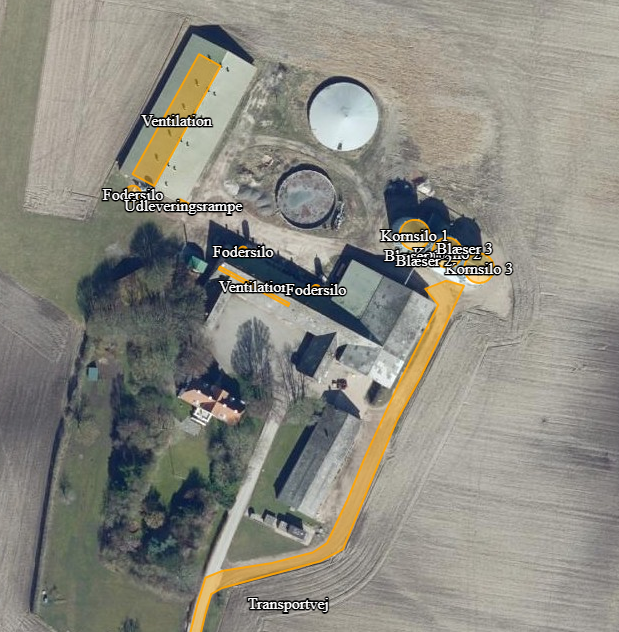 Ventilation
Fodersilo
Udleveringsrampe
Kornsilo 1
Blæser 3
Fodersilo
Blæser 2
Kornsilo 3
Ventilation
Fodersilo
Transportvej